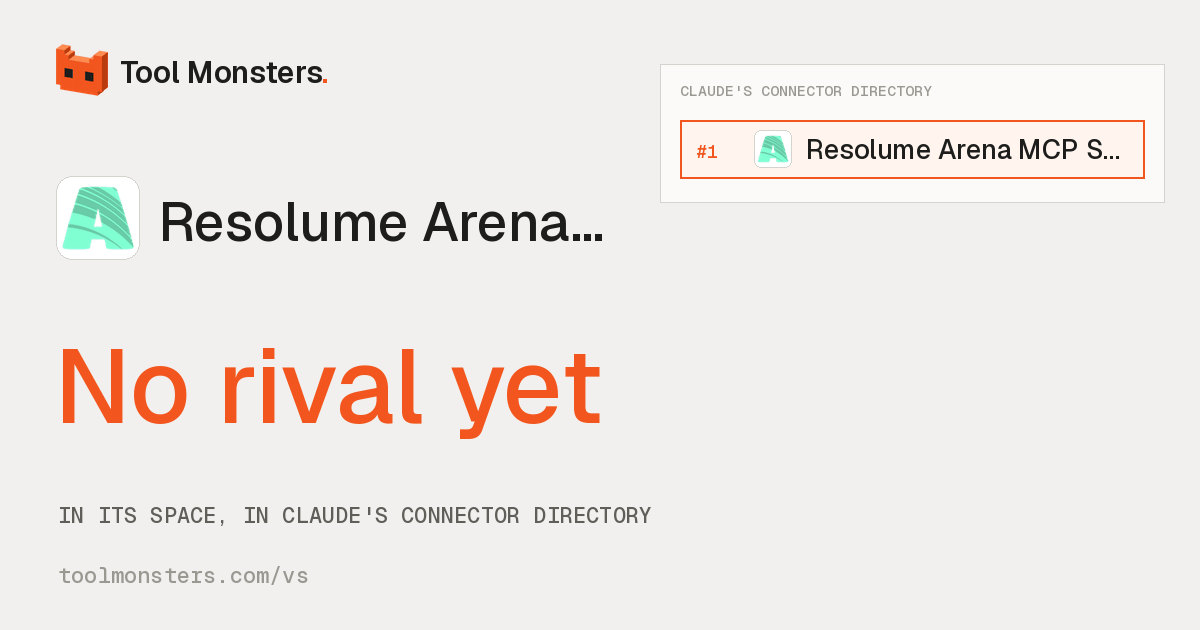 Tool Monsters.
CLAUDE'S CONNECTOR DIRECTORY
#1 Resolume Arena MCP S...
Resolume Arena...
No rival yet
IN ITS SPACE, IN CLAUDE'S CONNECTOR DIRECTORY
toolmonsters.com/vs